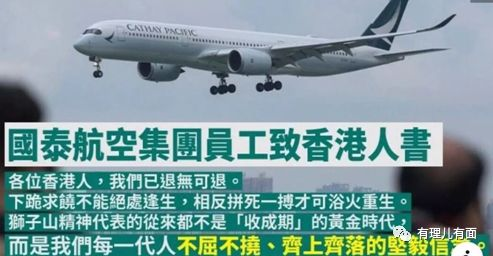 CATHAY PACIFIC
國泰航空集團員工致香港人書
各位香港人,我們已退無可退。
下跪求饒不能絕處逢生,相反拼死一搏才可浴火重生。
獅子山精神代表的從來都不是「收成期」的黃金時代,
而是我們每一代人不屈不撓、齊上齊落的堅毅信念。
有理儿有面